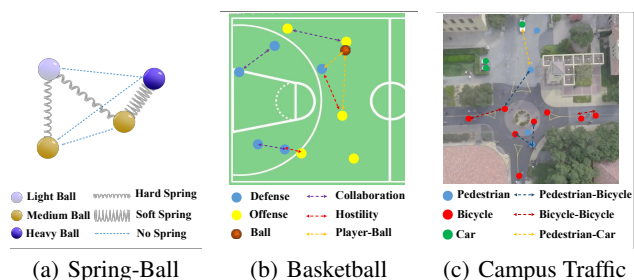 Light Ball Hard Spring
Medium Ball Soft Spring
Heavy Ball No Spring
(a) Spring-Ball
Defense Collaboration
Offense Hostility
Ball Player-Ball
(b) Basketball
Pedestrian Pedestrian-Bicycle
Bicycle Bicycle-Bicycle
Car Pedestrian-Car
(c) Campus Traffic